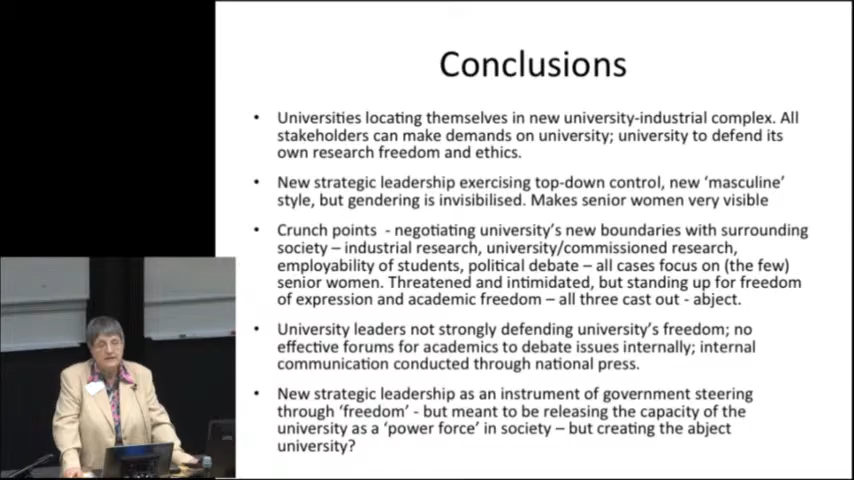 Conclusions
• Universities locating themselves in new university-industrial complex. All
stakeholders can make demands on university; university to defend its
own research freedom and ethics.
• New strategic leadership exercising top-down control, new ‘masculine’
style, but gendering is invisibilised. Makes senior women very visible
• Crunch points - negotiating university’s new boundaries with surrounding
society – industrial research, university/commissioned research,
employability of students, political debate – all cases focus on (the few)
senior women. Threatened and intimidated, but standing up for freedom
of expression and academic freedom – all three cast out - abject.
• University leaders not strongly defending university’s freedom; no
effective forums for academics to debate issues internally; internal
communication conducted through national press.
• New strategic leadership as an instrument of government steering
through ‘freedom’ - but meant to be releasing the capacity of the
university as a ‘power force’ in society – but creating the abject
university?